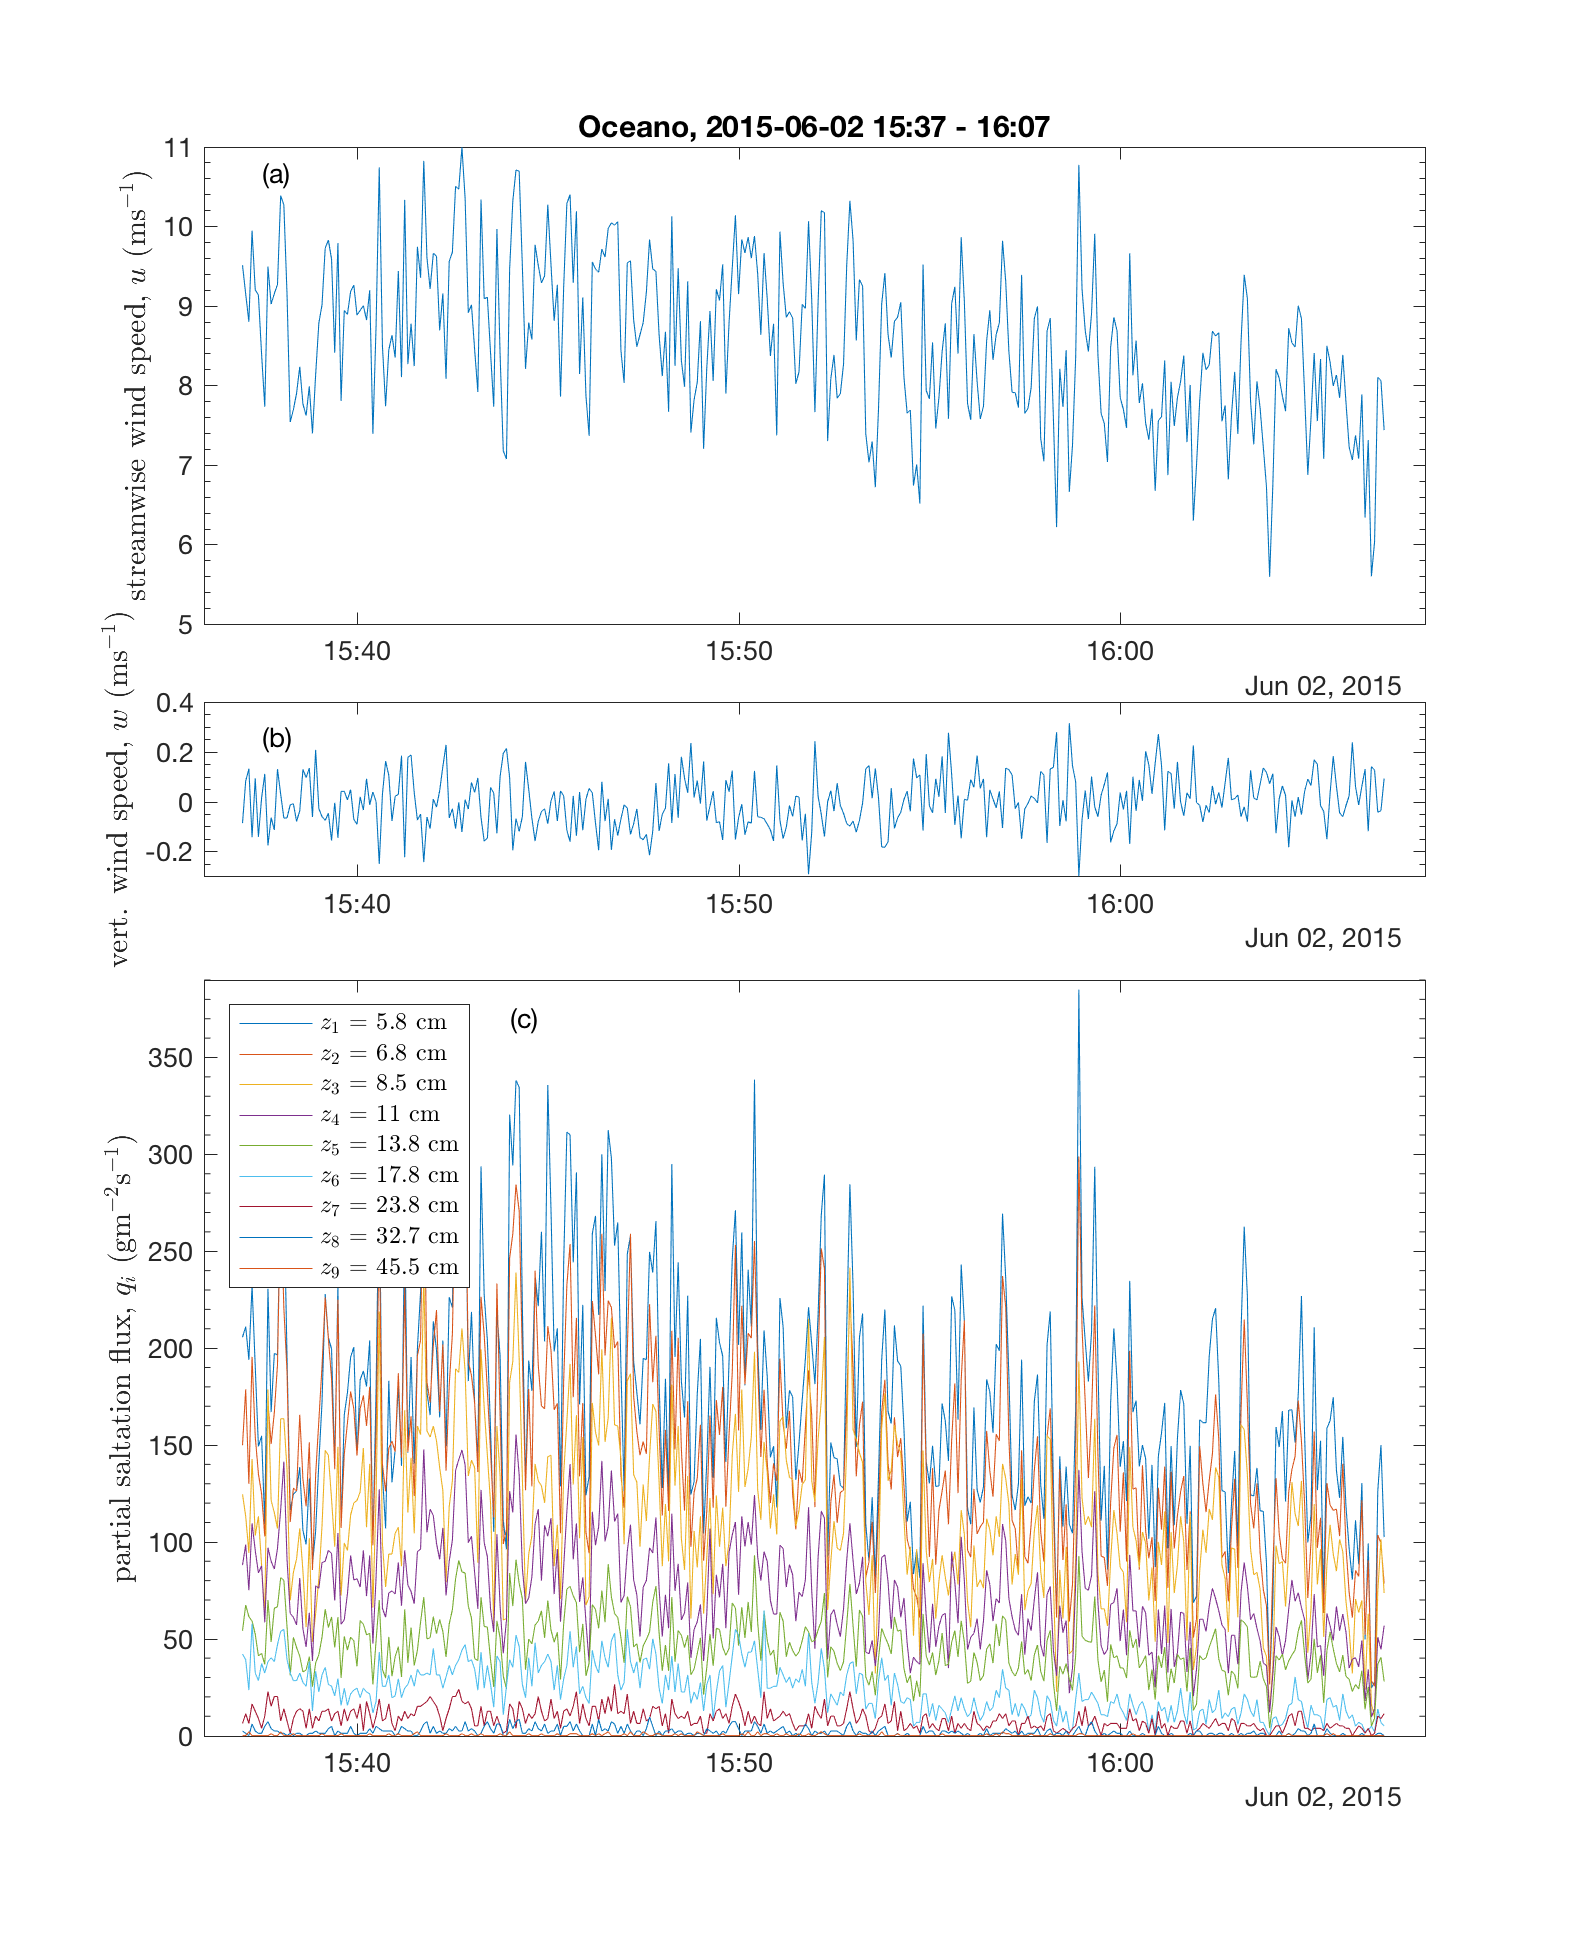 Oceano, 2015-06-02 15:37 - 16:07
(a)
streamwise wind speed, u (ms⁻¹)
11
10
9
8
7
6
5
15:40 15:50 16:00
Jun 02, 2015
(b)
vert. wind speed, w (ms⁻¹)
0.4
0.2
0
-0.2
15:40 15:50 16:00
Jun 02, 2015
(c)
partial saltation flux, qᵢ (gm⁻²s⁻¹)
z₁ = 5.8 cm
z₂ = 6.8 cm
z₃ = 8.5 cm
z₄ = 11 cm
z₅ = 13.8 cm
z₆ = 17.8 cm
z₇ = 23.8 cm
z₈ = 32.7 cm
z₉ = 45.5 cm
350
300
250
200
150
100
50
0
15:40 15:50 16:00
Jun 02, 2015